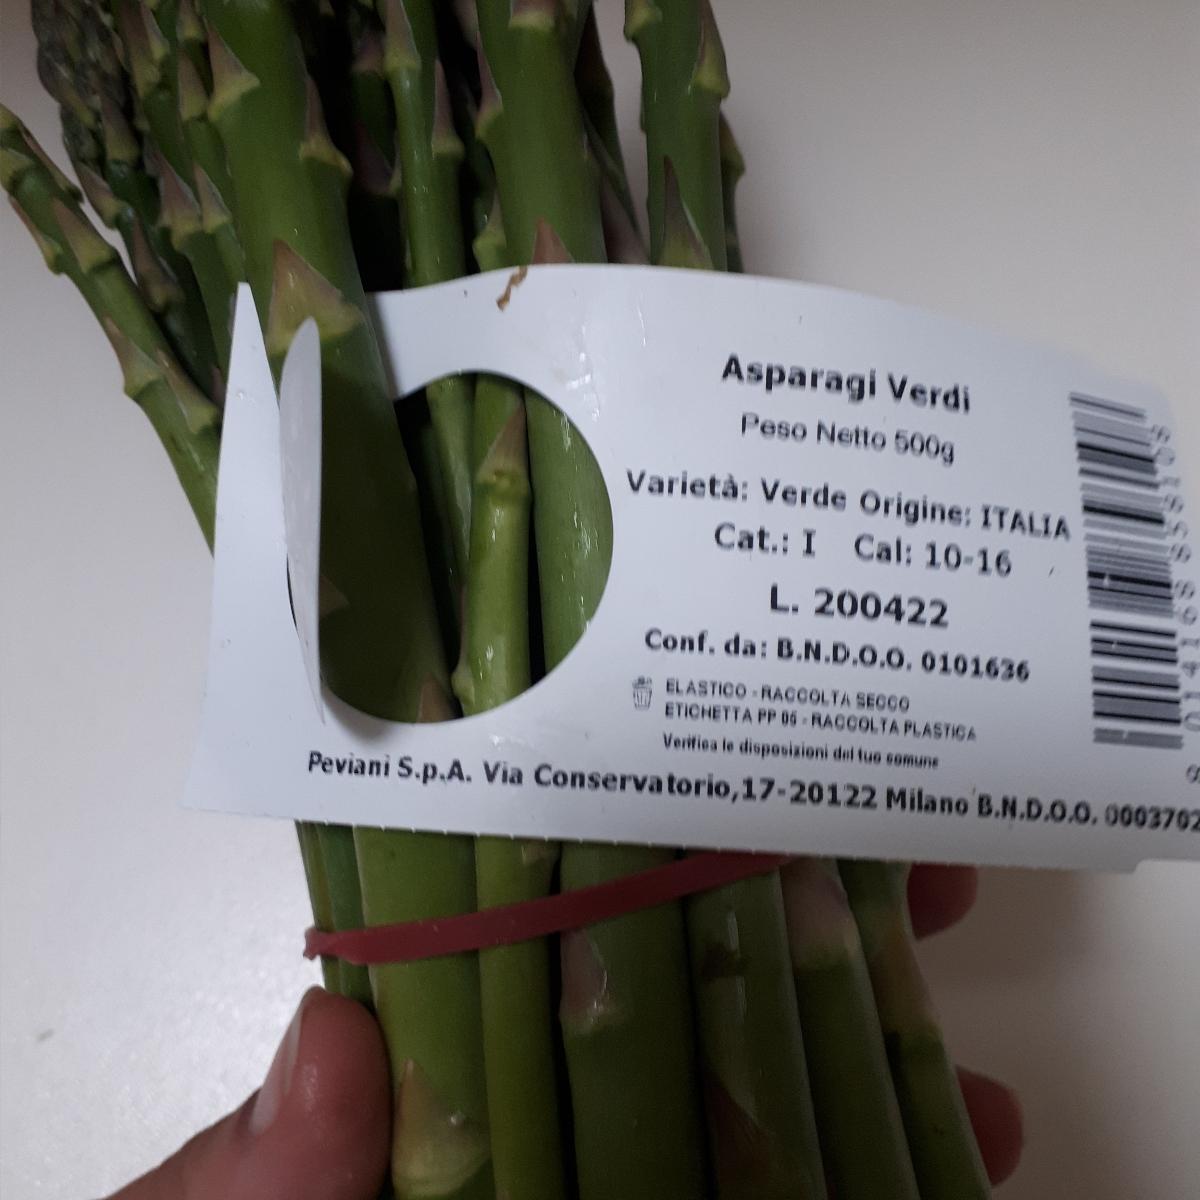 Asparagi Verdi
Peso Netto 500g
Varietà: Verde Origine: ITALIA
Cat.: I Cal: 10-16
L. 200422
Conf. da: B.N.D.O.O. 0101636
ELASTICO - RACCOLTA SECCO
ETICHETTA PP 05 - RACCOLTA PLASTICA
Verifica le disposizioni del tuo comune
Peviani S.p.A. Via Conservatorio,17-20122 Milano B.N.D.O.O. 0003702